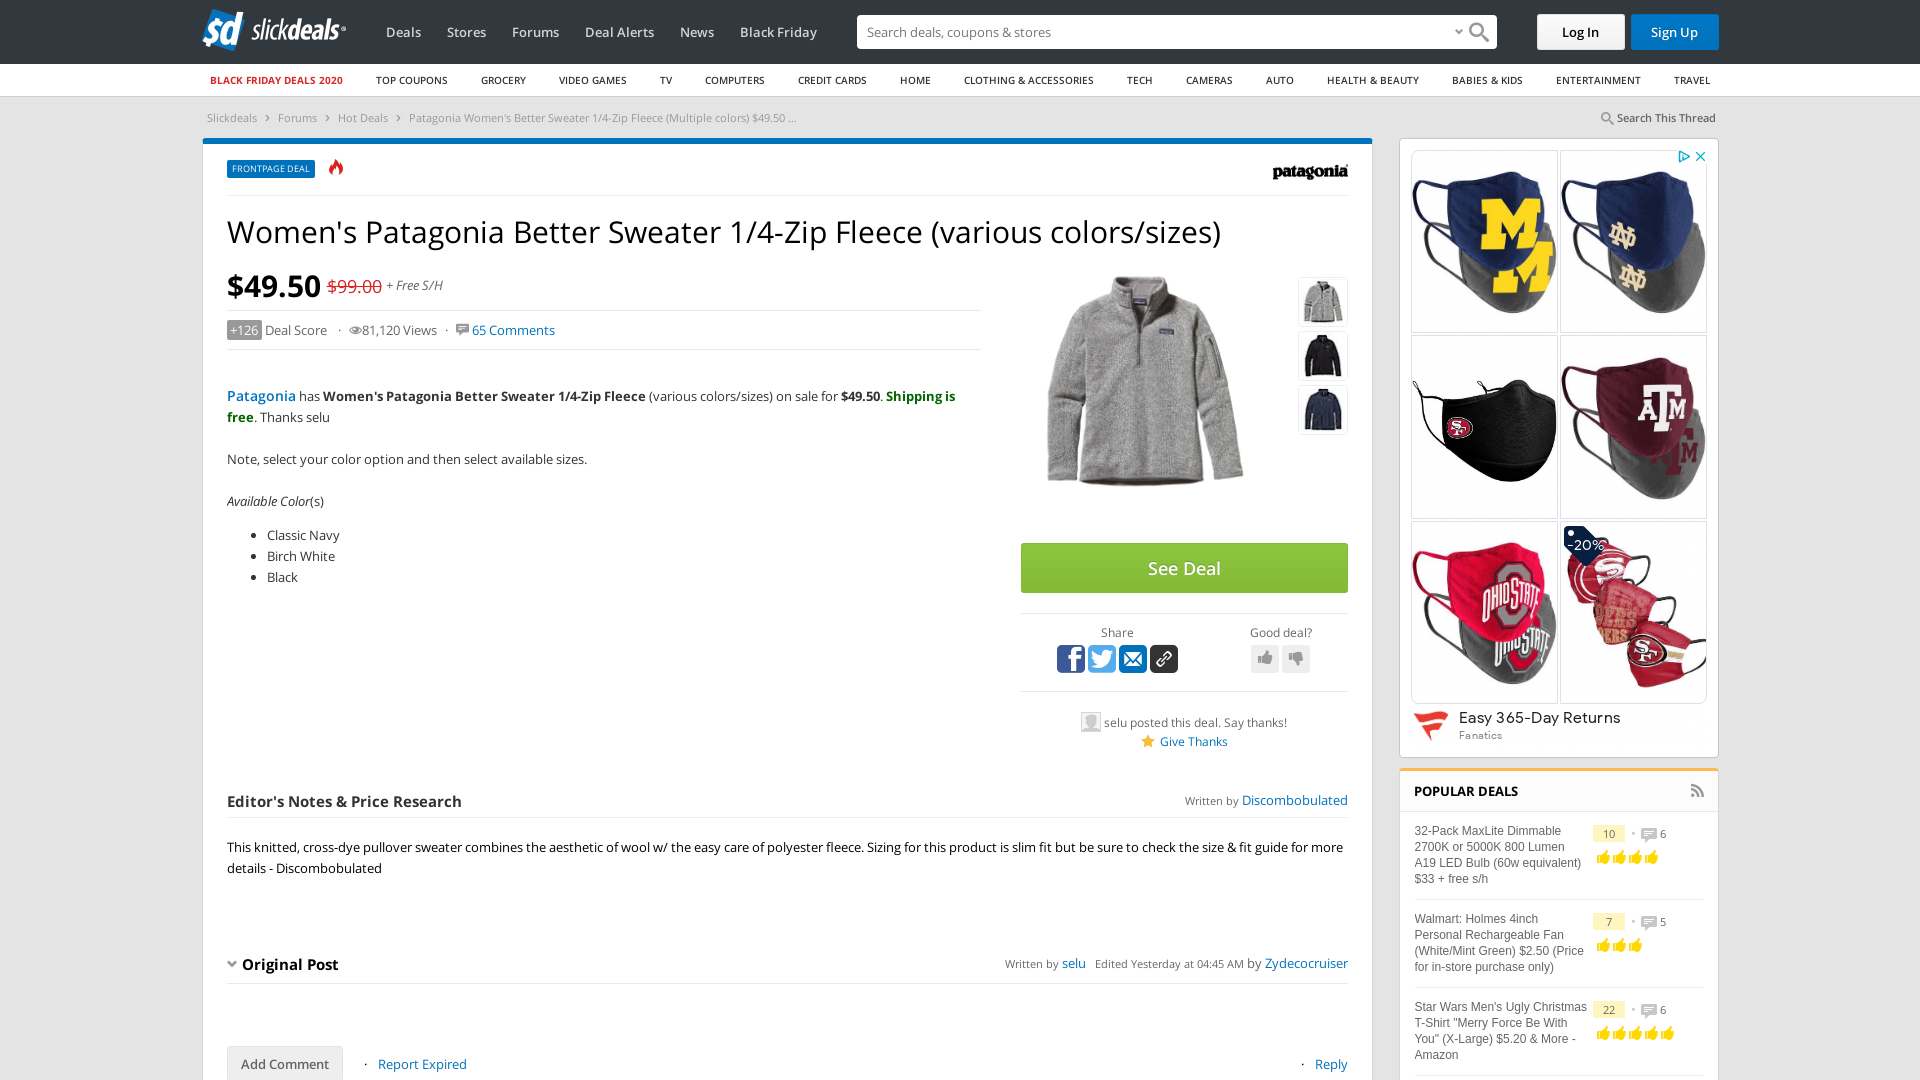 slickdeals
Deals Stores Forums Deal Alerts News Black Friday
Search deals, coupons & shops
Log In Sign Up
BLACK FRIDAY DEALS 2020 TOP COUPONS GROCERY VIDEO GAMES TV COMPUTERS CREDIT CARDS HOME CLOTHING & ACCESSORIES TECH CAMERAS AUTO HEALTH & BEAUTY BABIES & KIDS ENTERTAINMENT TRAVEL
Slickdeals › Forums › Hot Deals › Patagonia Women's Better Sweater 1/4-Zip Fleece (Multiple colors) $49.50 ...
Search This Thread
FRONTPAGE DEAL
patagonia
Women's Patagonia Better Sweater 1/4-Zip Fleece (various colors/sizes)
$49.50 $99.00 + Free S/H
+126 Deal Score · 81,120 Views · 65 Comments
Patagonia has Women's Patagonia Better Sweater 1/4-Zip Fleece (various colors/sizes) on sale for $49.50. Shipping is
free. Thanks selu
Note, select your color option and then select available sizes.
Available Color(s)
• Classic Navy
• Birch White
• Black
See Deal
Share
Good deal?
selu posted this deal. Say thanks!
Give Thanks
Editor's Notes & Price Research
Written by Discombobulated
This knitted, cross-dye pullover sweater combines the aesthetic of wool w/ the easy care of polyester fleece. Sizing for this product is slim fit but be sure to check the size & fit guide for more
details - Discombobulated
Original Post
Written by selu Edited Yesterday at 04:45 AM by Zydecocruiser
Add Comment · Report Expired
· Reply
M
M
ND
ND
SF
ATM
ATM
OHIO STATE
OHIO STATE
-20%
SF
Easy 365-Day Returns
Fanatics
POPULAR DEALS
32-Pack MaxLite Dimmable
2700K or 5000K 800 Lumen
A19 LED Bulb (60w equivalent)
$33 + free s/h
10 • 6
Walmart: Holmes 4inch
Personal Rechargeable Fan
(White/Mint Green) $2.50 (Price
for in-store purchase only)
7 • 5
Star Wars Men's Ugly Christmas
T-Shirt "Merry Force Be With
You" (X-Large) $5.20 & More -
Amazon
22 • 6